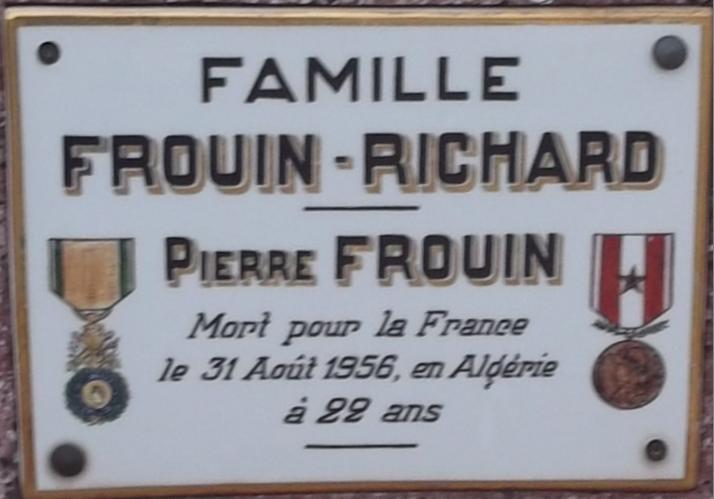 FAMILLE
FROUIN-RICHARD
PIERRE FROUIN
Mort pour la France
le 31 Août 1956, en Algérie
à 22 ans